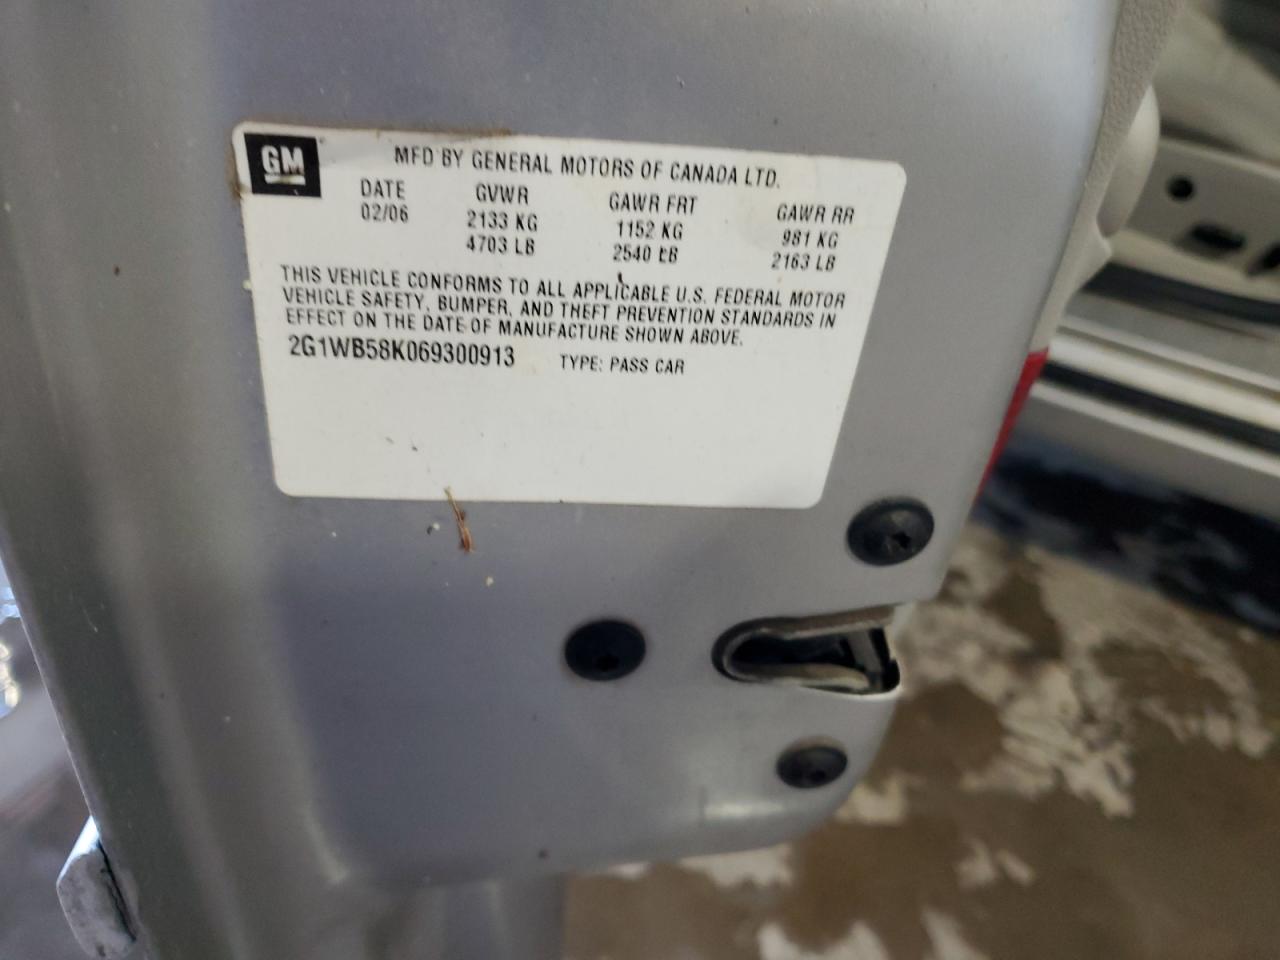 GM
MFD BY GENERAL MOTORS OF CANADA LTD.
DATE GVWR GAWR FRT GAWR RR
02/06 2133 KG 1152 KG 981 KG
4703 LB 2540 LB 2163 LB
THIS VEHICLE CONFORMS TO ALL APPLICABLE U.S. FEDERAL MOTOR
VEHICLE SAFETY, BUMPER, AND THEFT PREVENTION STANDARDS IN
EFFECT ON THE DATE OF MANUFACTURE SHOWN ABOVE.
2G1WB58K069300913 TYPE: PASS CAR